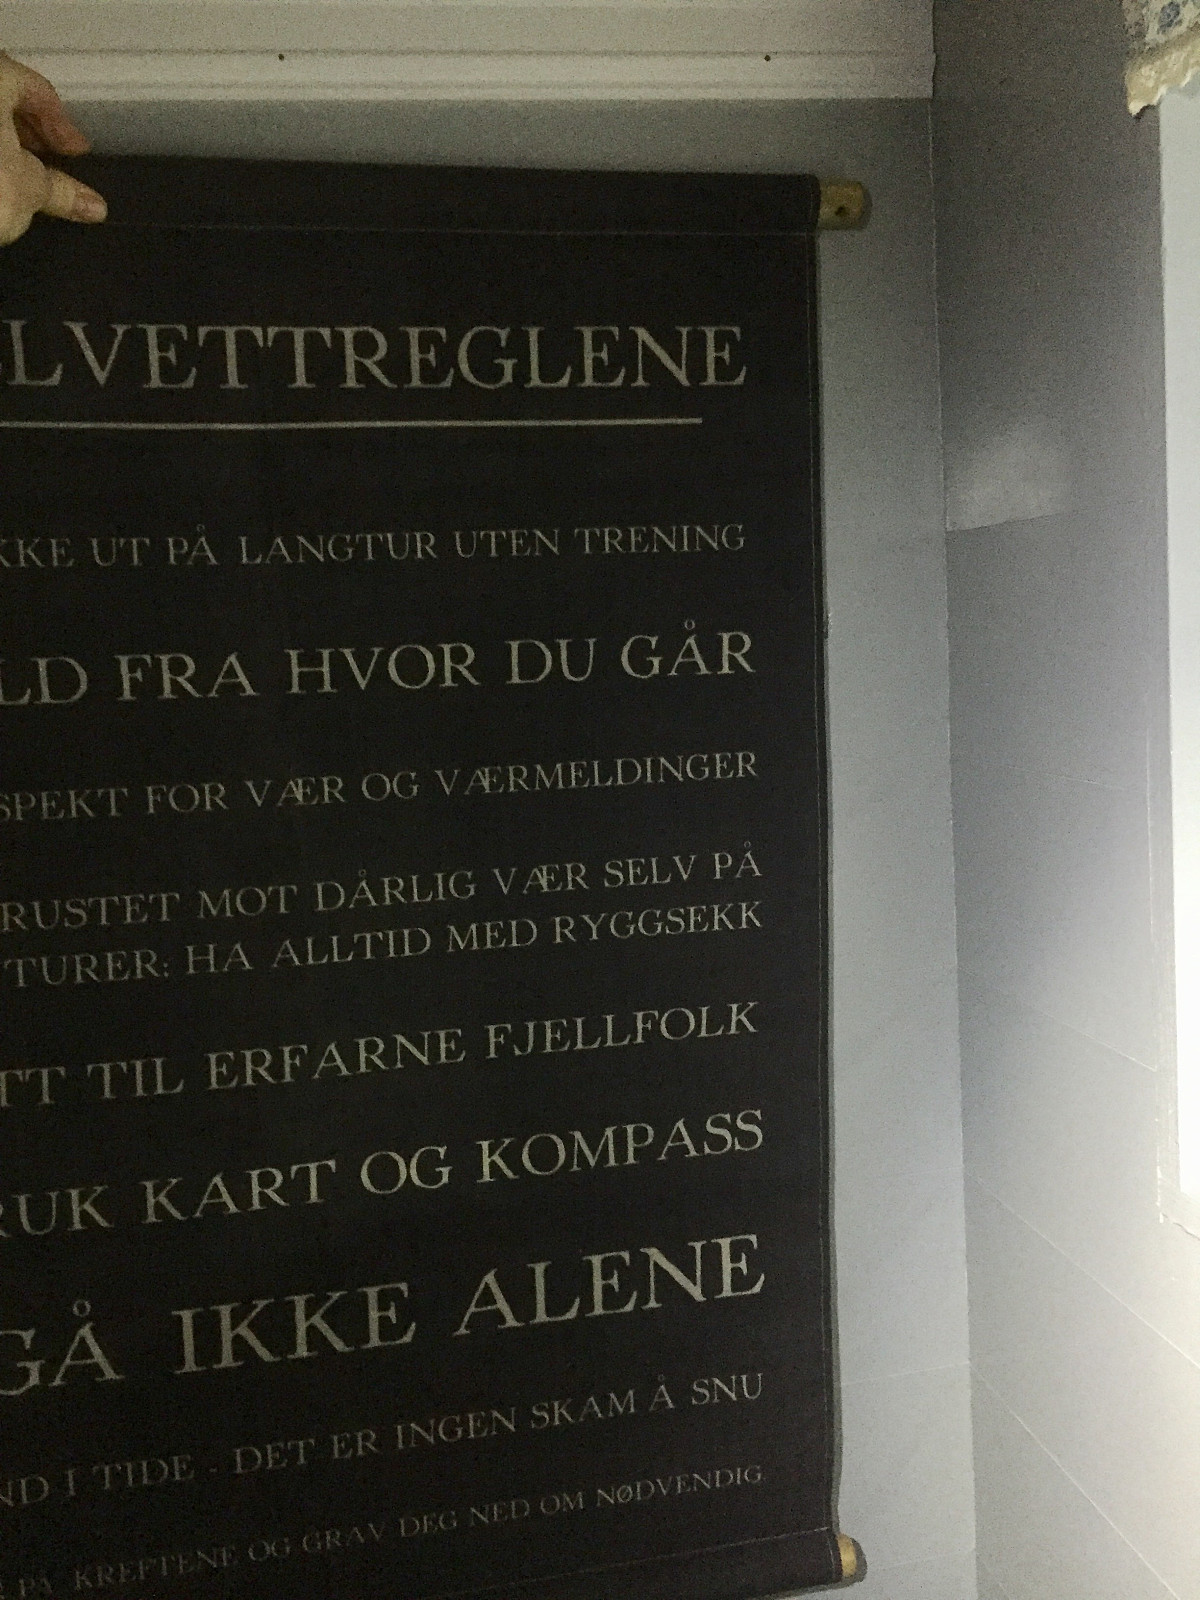 LVETTREGLENE
KKE UT PÅ LANGTUR UTEN TRENING
LD FRA HVOR DU GÅR
SPEKT FOR VÆR OG VÆRMELDINGER
RUSTET MOT DÅRLIG VÆR SELV PÅ
TURER: HA ALLTID MED RYGGSEKK
TT TIL ERFARNE FJELLFOLK
RUK KART OG KOMPASS
GÅ IKKE ALENE
ND I TIDE - DET ER INGEN SKAM Å SNU
PÅ KREFTENE OG GRAV DEG NED OM NØDVENDIG